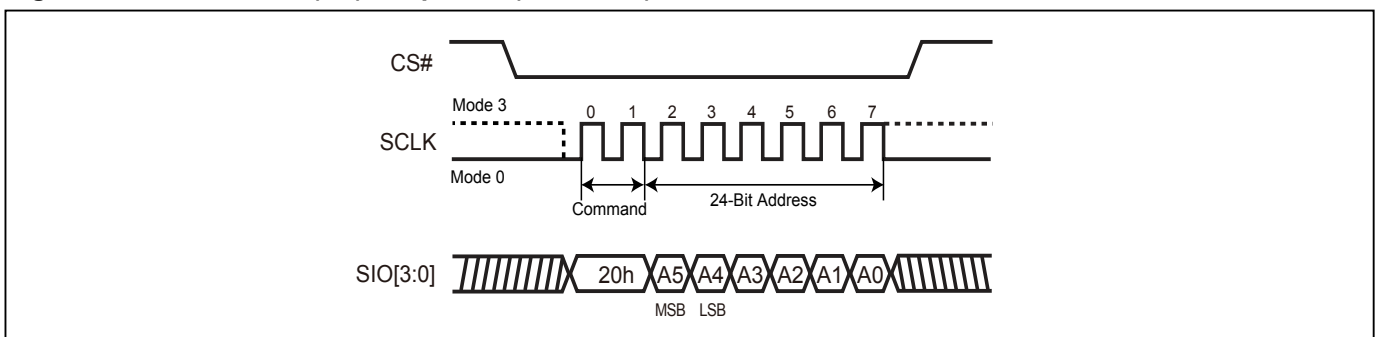 CS#
Mode 3
0 1 2 3 4 5 6 7
SCLK
Mode 0
Command
24-Bit Address
SIO[3:0]
20h A5 A4 A3 A2 A1 A0
MSB LSB